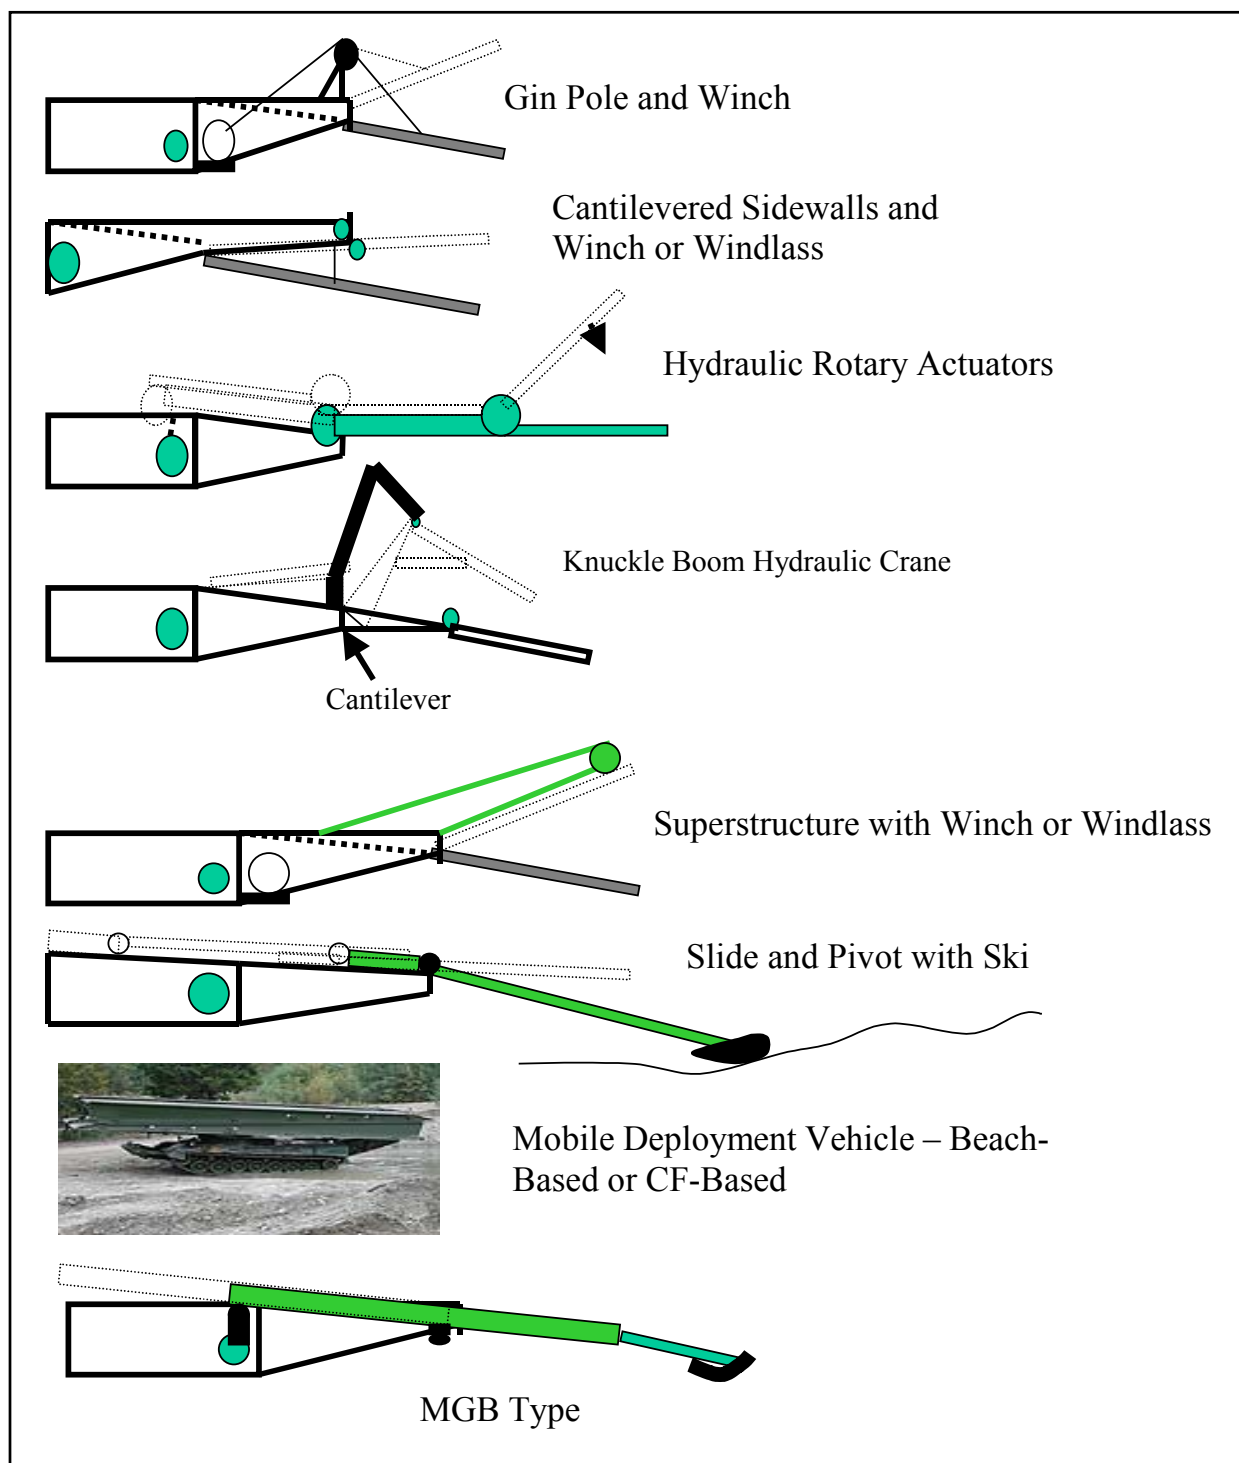 Gin Pole and Winch
Cantilevered Sidewalls and
Winch or Windlass
Hydraulic Rotary Actuators
Knuckle Boom Hydraulic Crane
Cantilever
Superstructure with Winch or Windlass
Slide and Pivot with Ski
Mobile Deployment Vehicle – Beach-
Based or CF-Based
MGB Type